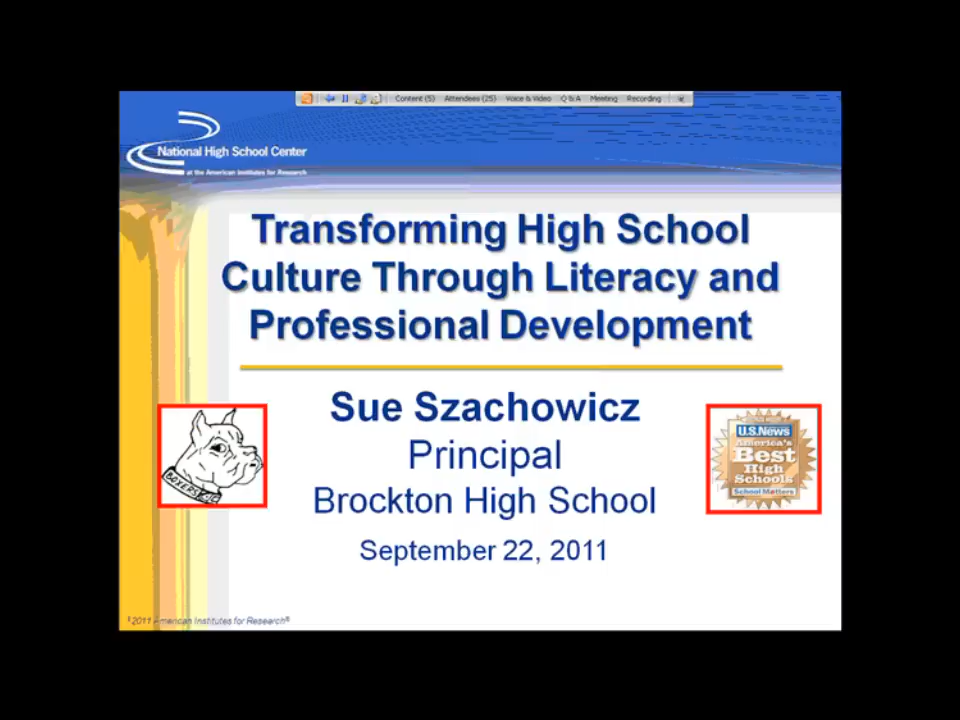 Content (5) Attendees (25) Voice & Video Q & A Meeting Recording
National High School Center
at the American Institutes for Research
Transforming High School
Culture Through Literacy and
Professional Development
Sue Szachowicz
Principal
Brockton High School
September 22, 2011
BOXERS
U.S.News
America's
Best
High
Schools
School Matters
2011 American Institutes for Research®